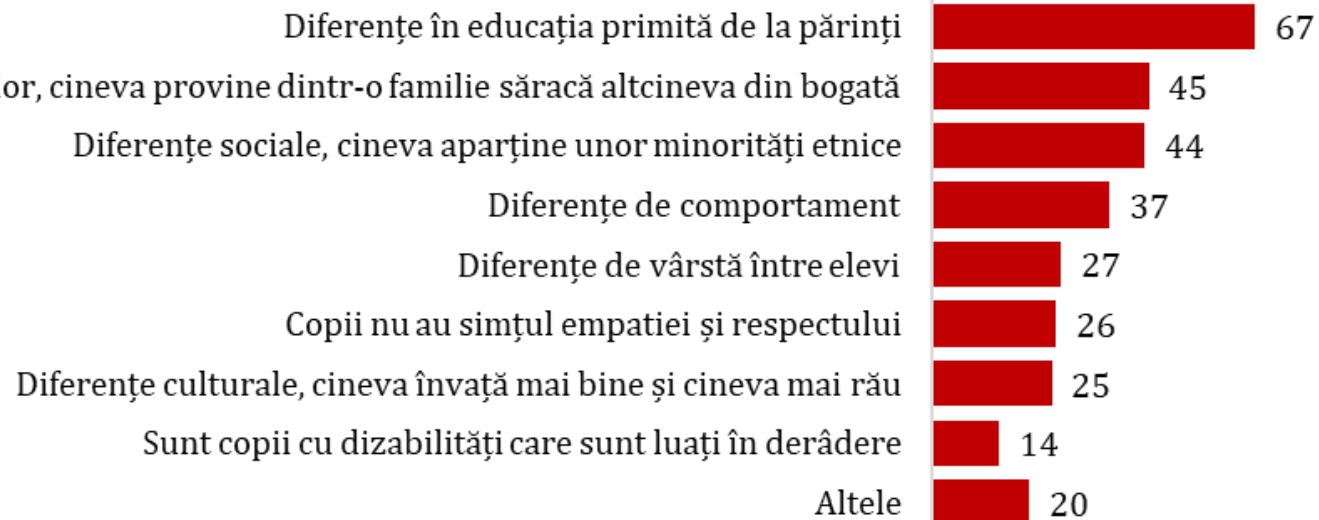 Diferențe în educația primită de la părinți 67
lor, cineva provine dintr-o familie săracă altcineva din bogată 45
Diferențe sociale, cineva aparține unor minorități etnice 44
Diferențe de comportament 37
Diferențe de vârstă între elevi 27
Copii nu au simțul empatiei și respectului 26
Diferențe culturale, cineva învață mai bine și cineva mai rău 25
Sunt copii cu dizabilități care sunt luați în derâdere 14
Altele 20